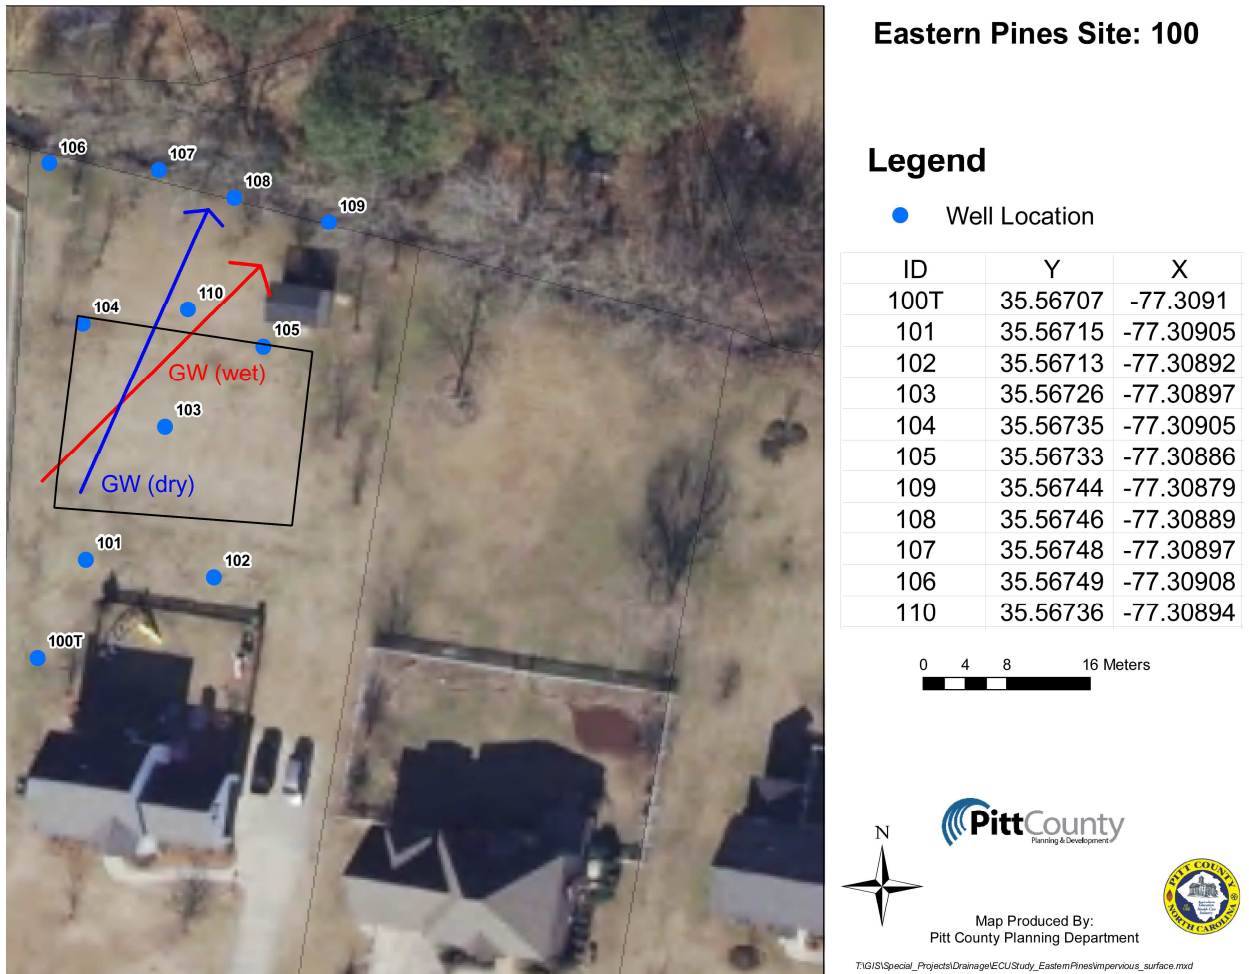 Eastern Pines Site: 100
106
107
108
109
110
104
105
GW (wet)
103
GW (dry)
101
102
100T
Legend
Well Location
ID Y X
100T 35.56707 -77.3091
101 35.56715 -77.30905
102 35.56713 -77.30892
103 35.56726 -77.30897
104 35.56735 -77.30905
105 35.56733 -77.30886
109 35.56744 -77.30879
108 35.56746 -77.30889
107 35.56748 -77.30897
106 35.56749 -77.30908
110 35.56736 -77.30894
0 4 8 16 Meters
PittCounty
Planning & Development
N
PITT COUNTY
NORTH CAROLINA
Map Produced By:
Pitt County Planning Department
T:\GIS\Special_Projects\Drainage\ECUStudy_EasternPines\impervious_surface.mxd